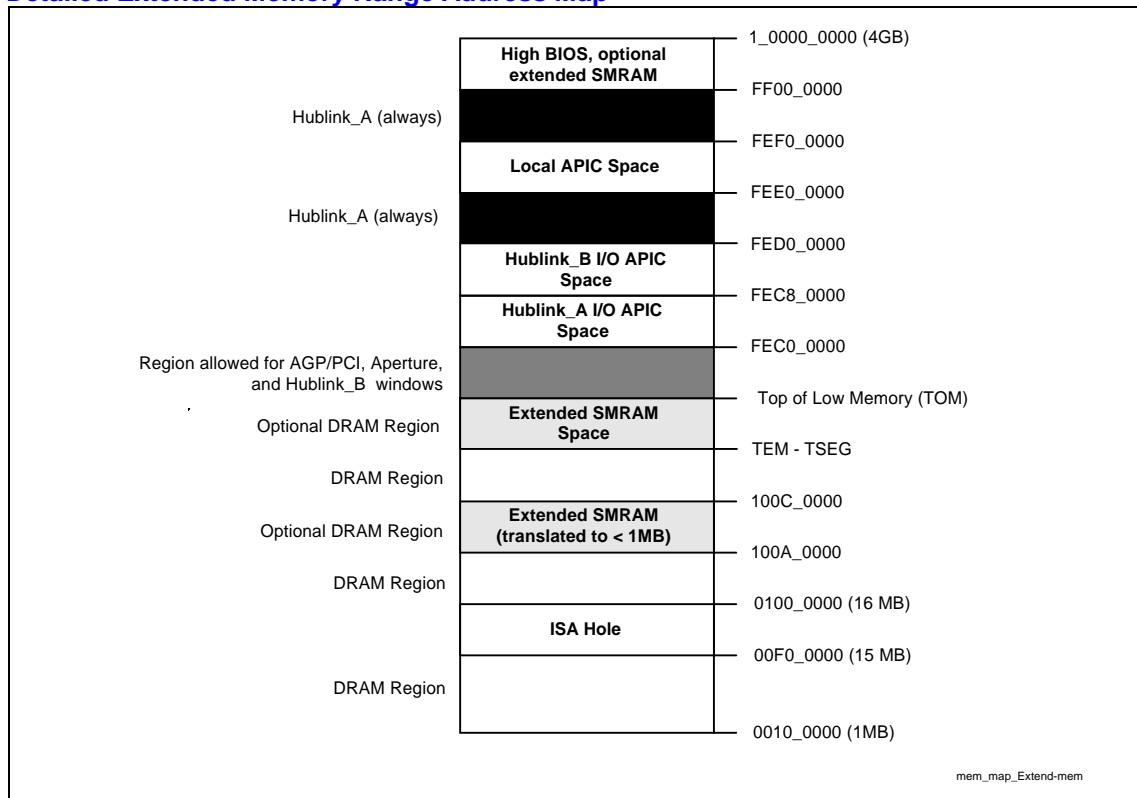 Detailed Extended Memory Range Address Map
1_0000_0000 (4GB)
High BIOS, optional
extended SMRAM
FF00_0000
Hublink_A (always)
FEF0_0000
Local APIC Space
FEE0_0000
Hublink_A (always)
FED0_0000
Hublink_B I/O APIC
Space
FEC8_0000
Hublink_A I/O APIC
Space
FEC0_0000
Region allowed for AGP/PCI, Aperture,
and Hublink_B windows
Top of Low Memory (TOM)
Extended SMRAM
Space
Optional DRAM Region
TEM - TSEG
DRAM Region
100C_0000
Extended SMRAM
(translated to < 1MB)
Optional DRAM Region
100A_0000
DRAM Region
0100_0000 (16 MB)
ISA Hole
00F0_0000 (15 MB)
DRAM Region
0010_0000 (1MB)
mem_map_Extend-mem